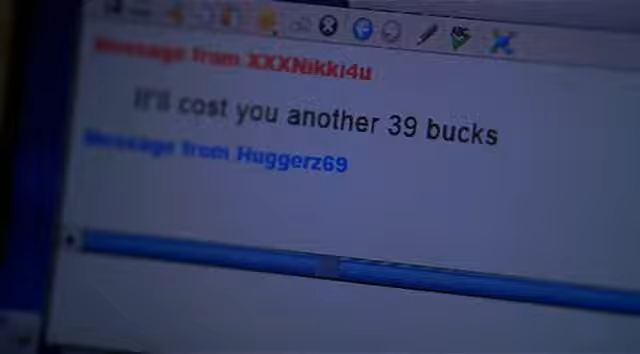 Message from XXXNikki4u
It'll cost you another 39 bucks
Message from Huggerz69